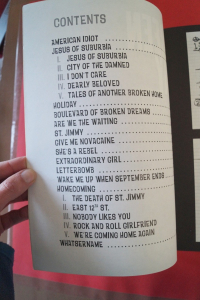 CONTENTS
AMERICAN IDIOT
JESUS OF SUBURBIA
I. JESUS OF SUBURBIA
II. CITY OF THE DAMNED
III. I DON'T CARE
IV. DEARLY BELOVED
V. TALES OF ANOTHER BROKEN HOME
HOLIDAY
BOULEVARD OF BROKEN DREAMS
ARE WE THE WAITING
ST. JIMMY
GIVE ME NOVACAINE
SHE'S A REBEL
EXTRAORDINARY GIRL
LETTERBOMB
WAKE ME UP WHEN SEPTEMBER ENDS
HOMECOMING
I. THE DEATH OF ST. JIMMY
II. EAST 12TH ST.
III. NOBODY LIKES YOU
IV. ROCK AND ROLL GIRLFRIEND
V. WE'RE COMING HOME AGAIN
WHATSERNAME